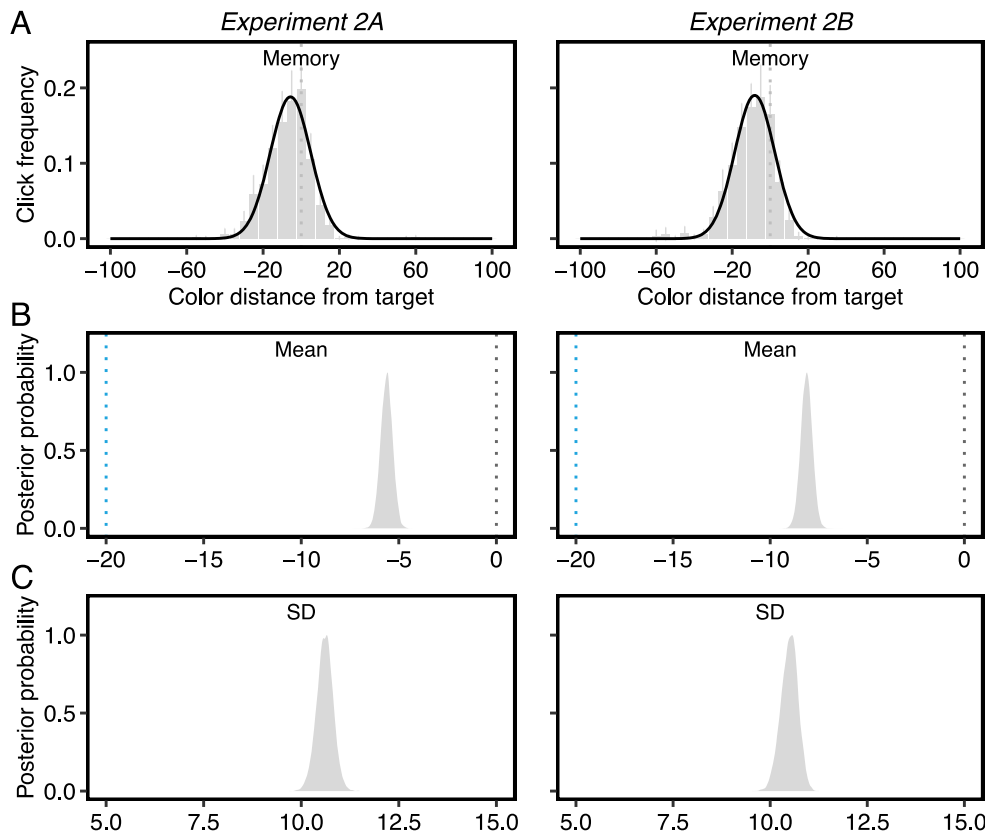 A
Experiment 2A
Experiment 2B
Memory
Memory
Click frequency
0.2
0.1
0.0
−100 −60 −20 20 60 100
−100 −60 −20 20 60 100
Color distance from target
Color distance from target
B
Mean
Mean
Posterior probability
1.0
0.5
0.0
−20 −15 −10 −5 0
−20 −15 −10 −5 0
C
SD
SD
Posterior probability
1.0
0.5
0.0
5.0 7.5 10.0 12.5 15.0
5.0 7.5 10.0 12.5 15.0